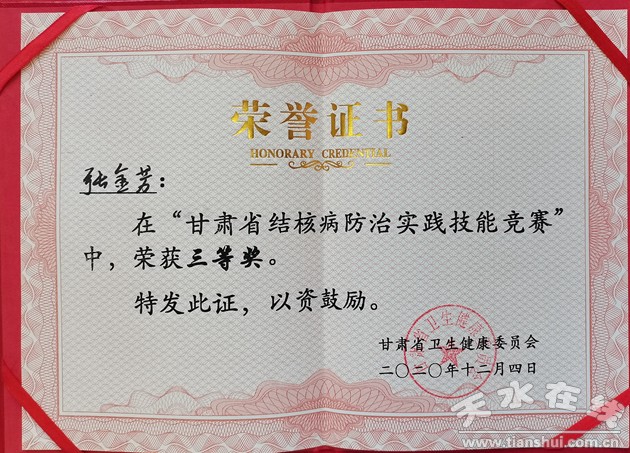 荣誉证书
HONORARY CREDENTIAL
张金芳：
在“甘肃省结核病防治实践技能竞赛”
中，荣获三等奖。
特发此证，以资鼓励。
甘肃省卫生健康委员会
二〇二〇年十二月四日
天水在线
www.tianshui.com.cn